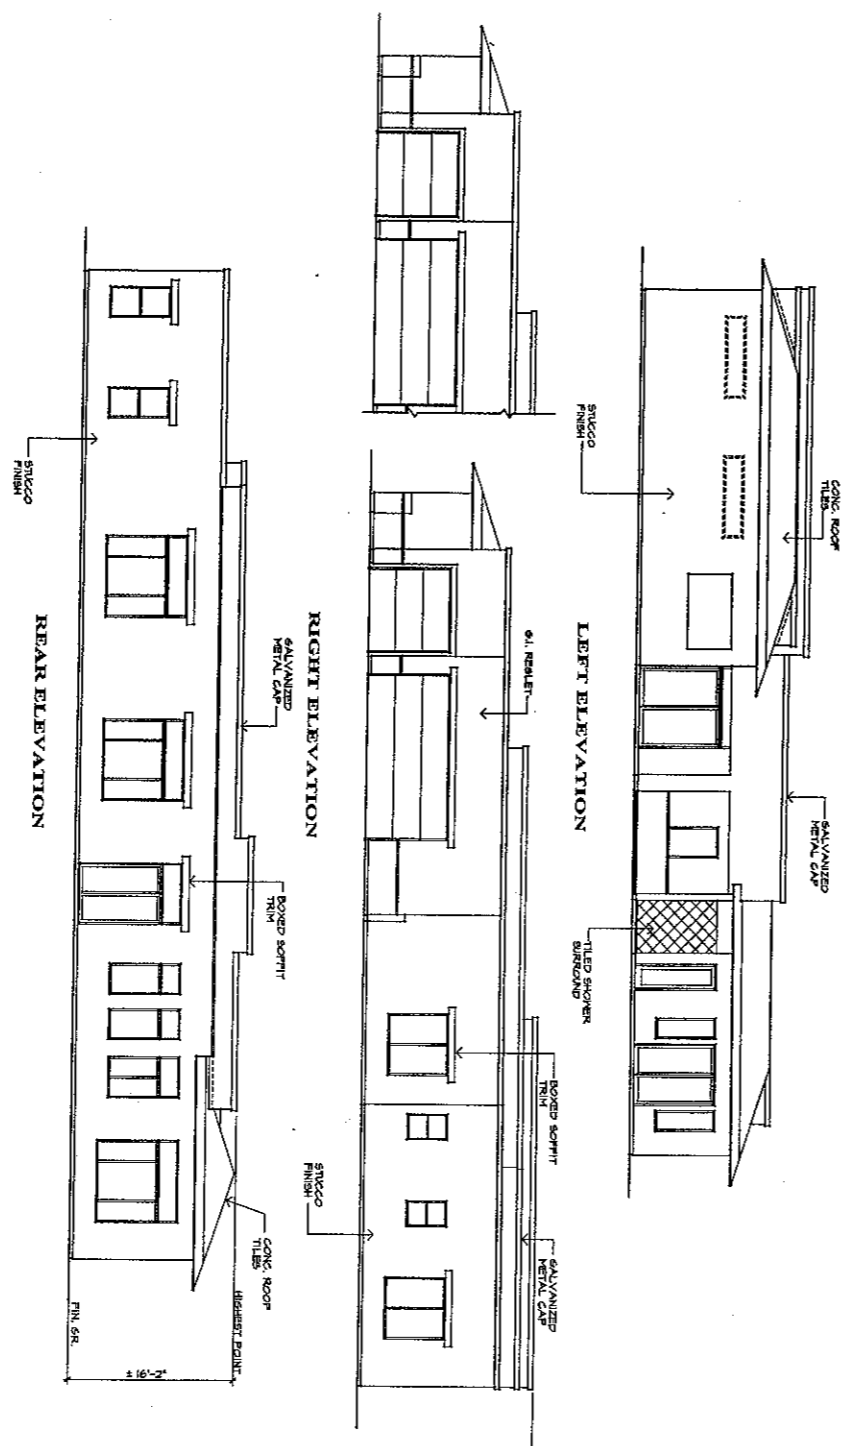 CONC. ROOF
TILES
STUCCO
FINISH
GALVANIZED
METAL CAP
TILED SHOWER
SURROUND
LEFT ELEVATION
G.I. REGLET
BOXED SOFFIT
TRIM
GALVANIZED
METAL CAP
STUCCO
FINISH
RIGHT ELEVATION
GALVANIZED
METAL CAP
STUCCO
FINISH
BOXED SOFFIT
TRIM
CONC. ROOF
TILES
HIGHEST POINT
± 16'-2"
FIN. GR.
REAR ELEVATION